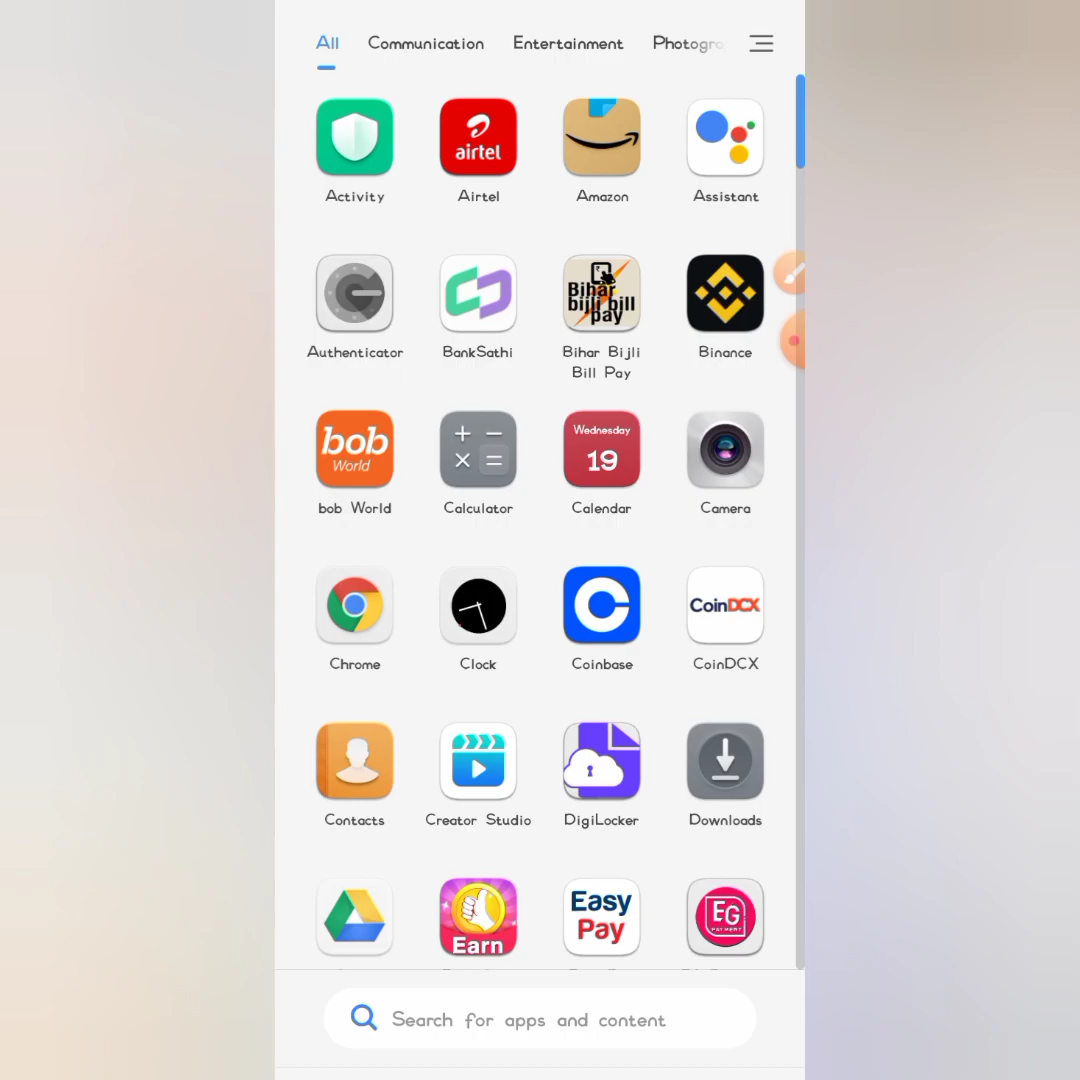 All Communication Entertainment Photogra
airtel
Activity Airtel Amazon Assistant
Bihar
bijli bill
pay
Authenticator BankSathi Bihar Bijli Binance
Bill Pay
bob
World
Wednesday
19
bob World Calculator Calendar Camera
CoinDCX
Chrome Clock Coinbase CoinDCX
Contacts Creator Studio DigiLocker Downloads
Earn
Easy
Pay
EG
PAYMENT
Search for apps and content